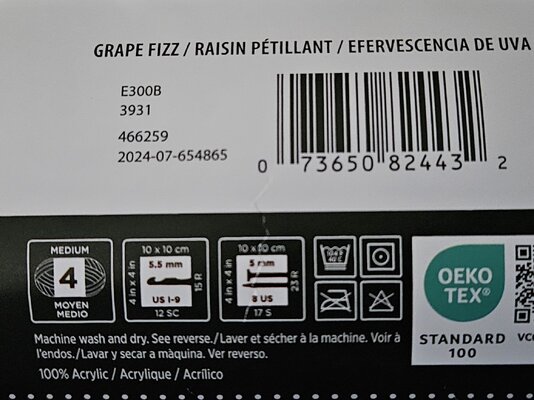 GRAPE FIZZ / RAISIN PÉTILLANT / EFERVESCENCIA DE UVA
E300B
3931
466259
2024-07-654865
0 73650 82443 2
MEDIUM
4
MOYEN
MEDIO
10 x 10 cm
4 in x 4 in
5.5 mm
US I-9
15 R
12 SC
10 x 10 cm
4 in x 4 in
5 mm
8 US
23 R
17 S
104 F
40°C
OEKO
TEX®
STANDARD
100
Machine wash and dry. See reverse./Laver et sécher à la machine. Voir à
l'endos./Lavar y secar a màquina. Ver reverso.
100% Acrylic / Acrylique / Acrílico